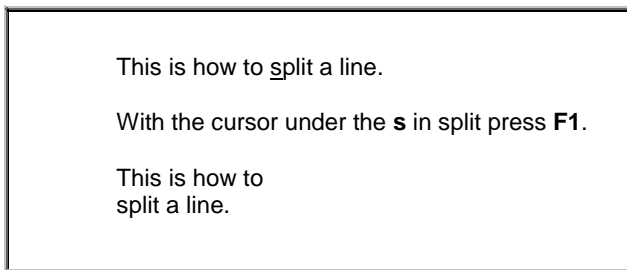 This is how to split a line.
With the cursor under the s in split press F1.
This is how to
split a line.